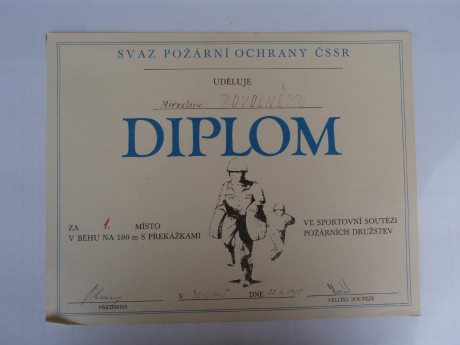 SVAZ POŽÁRNÍ OCHRANY ČSSR
UDĚLUJE
DIPLOM
ZA 1. MÍSTO
V BĚHU NA 100 m S PŘEKÁŽKAMI
VE SPORTOVNÍ SOUTĚŽI
POŽÁRNÍCH DRUŽSTEV
V DNE
PŘEDSEDA
VELITEL SOUTĚŽE